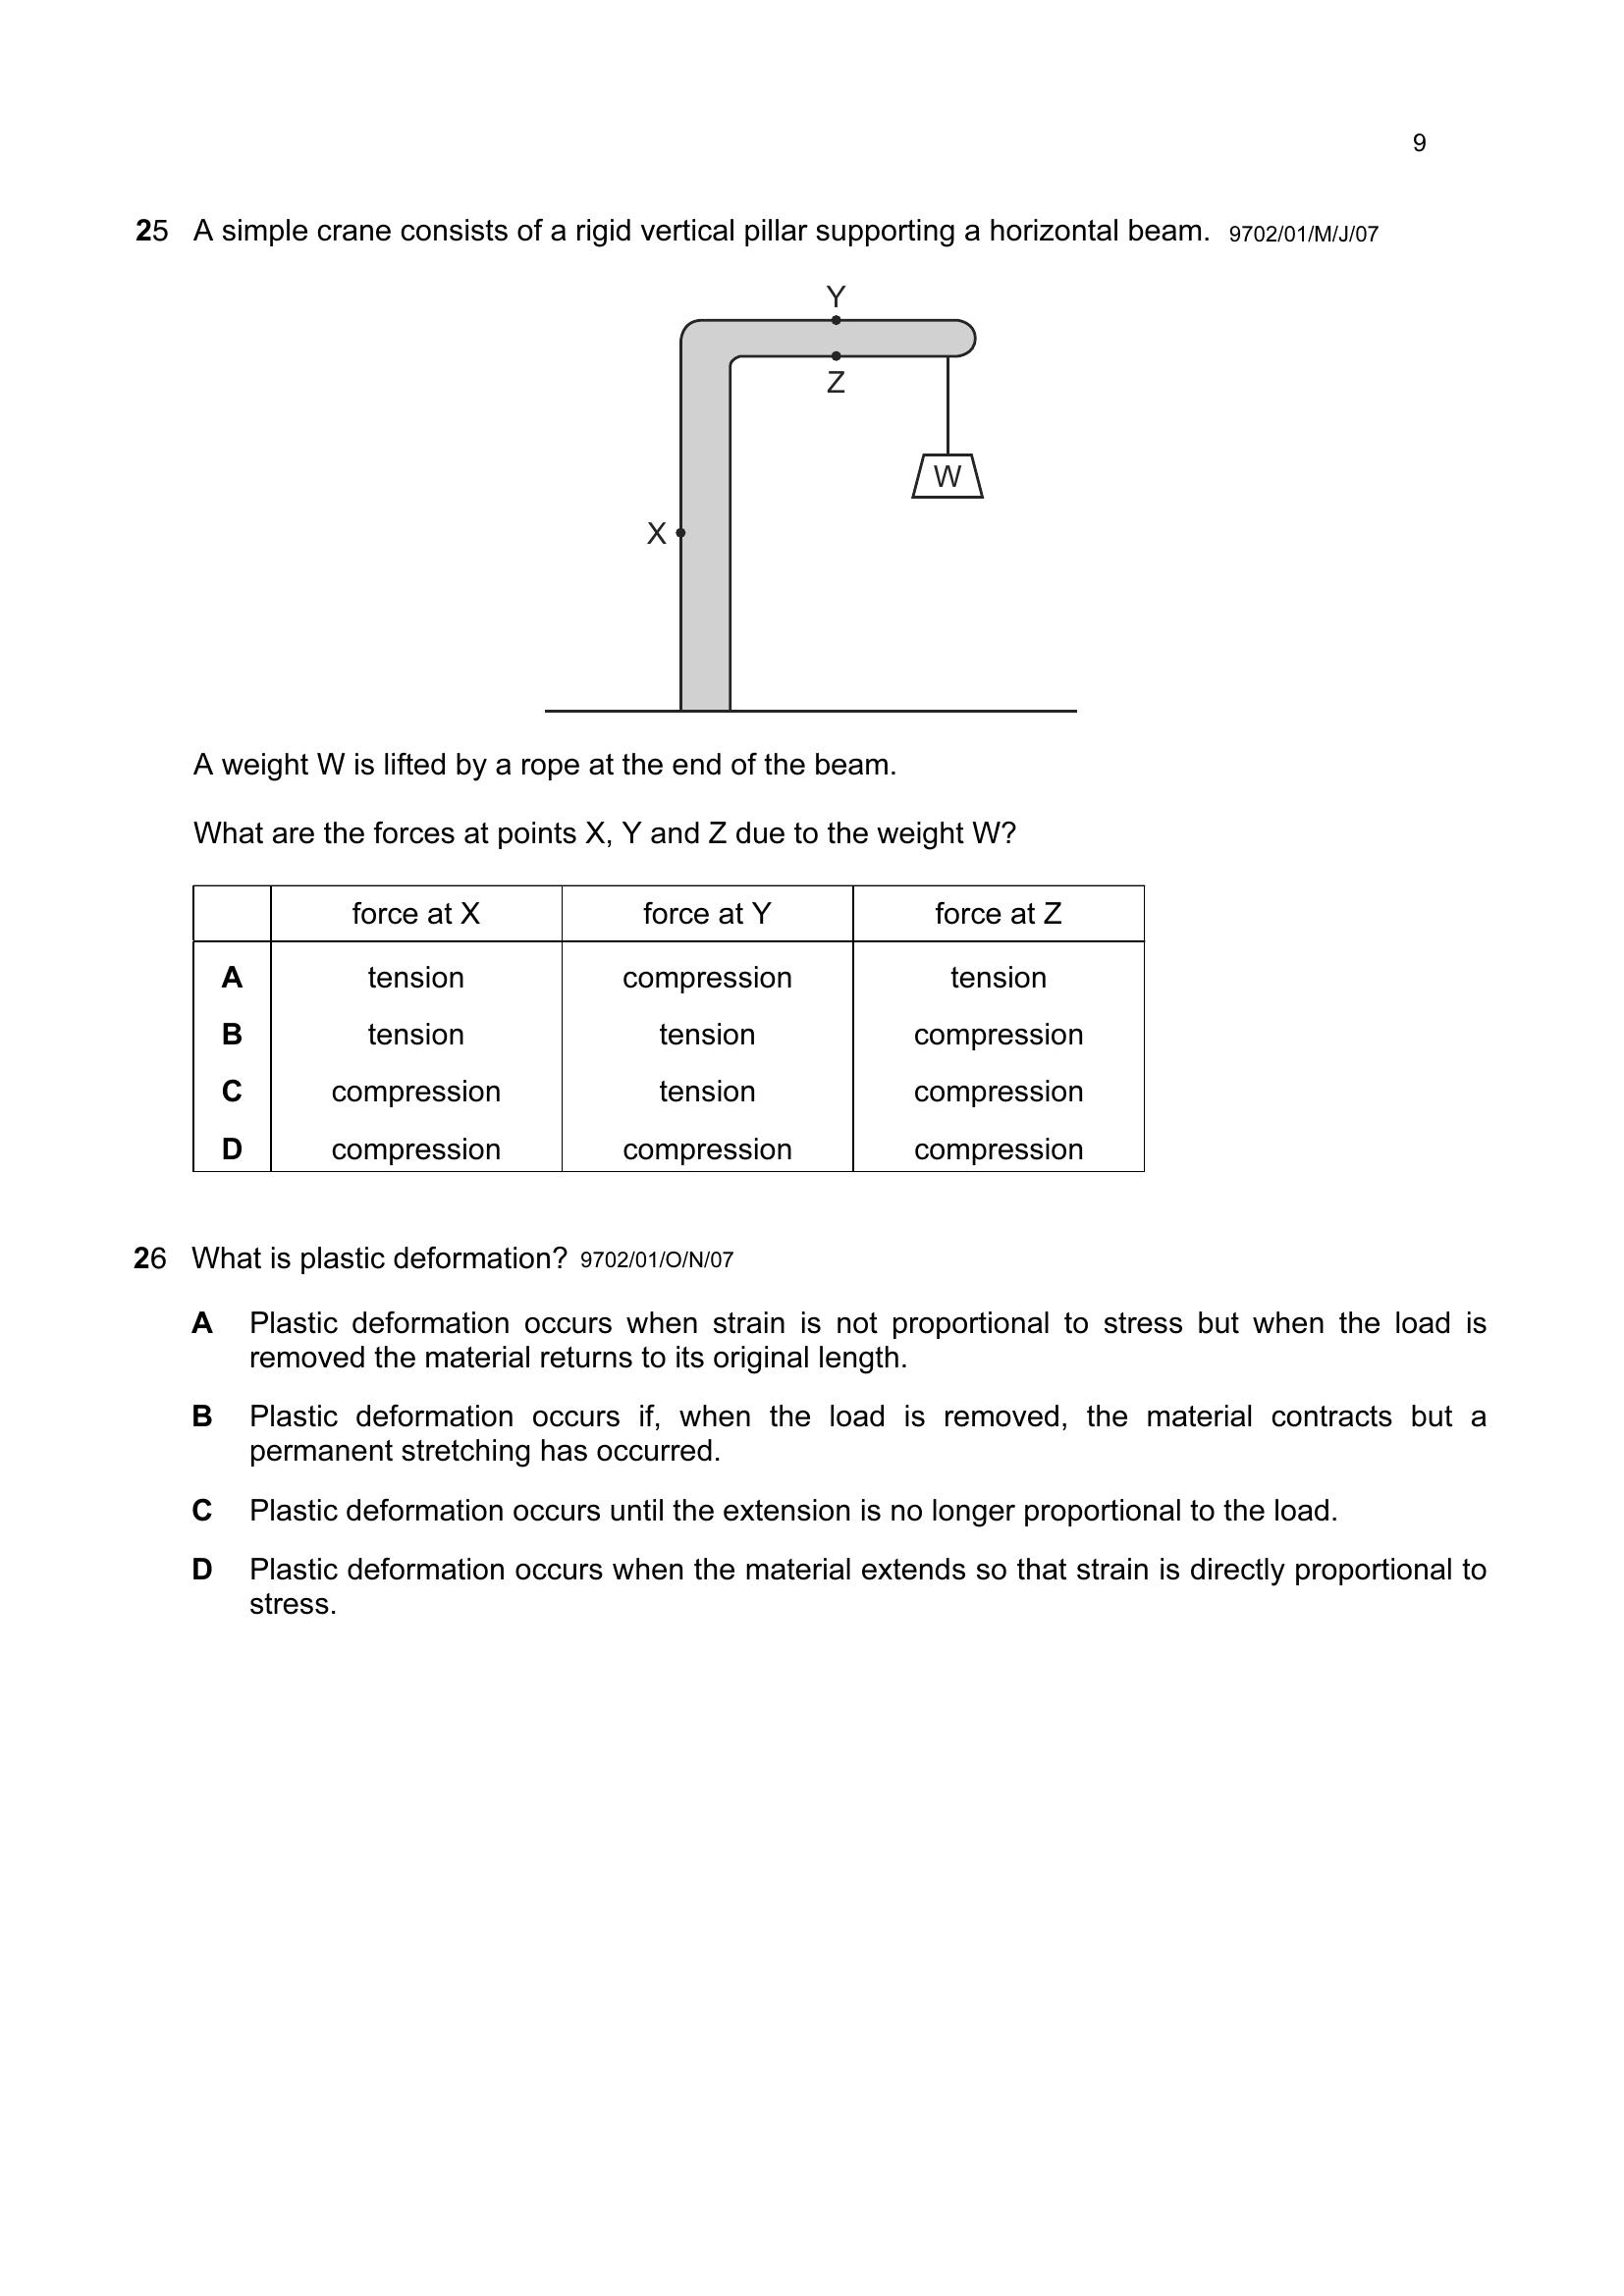 9
25 A simple crane consists of a rigid vertical pillar supporting a horizontal beam. 9702/01/M/J/07
Y
Z
W
X
A weight W is lifted by a rope at the end of the beam.
What are the forces at points X, Y and Z due to the weight W?
force at X force at Y force at Z
A tension compression tension
B tension tension compression
C compression tension compression
D compression compression compression
26 What is plastic deformation? 9702/01/O/N/07
A Plastic deformation occurs when strain is not proportional to stress but when the load is
removed the material returns to its original length.
B Plastic deformation occurs if, when the load is removed, the material contracts but a
permanent stretching has occurred.
C Plastic deformation occurs until the extension is no longer proportional to the load.
D Plastic deformation occurs when the material extends so that strain is directly proportional to
stress.